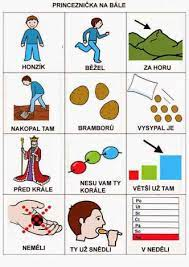 PRINCEZNIČKA NA BÁLE
HONZÍK
BĚŽEL
ZA HORU
NAKOPAL TAM
BRAMBORŮ
VYSYPAL JE
PŘED KRÁLE
NESU VAM TY
KORÁLE
VĚTŠÍ UŽ TAM
NEMĚLI
TY UŽ SNĚDLI
V NEDĚLI
Po